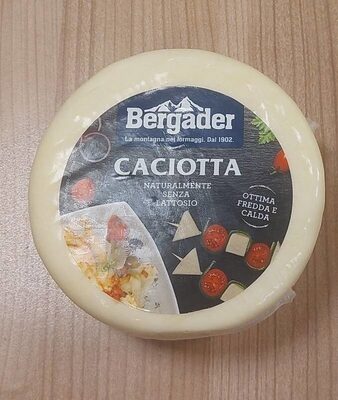 Bergader
La montagna nei formaggi. Dal 1902.
CACIOTTA
NATURALMENTE
SENZA
LATTOSIO
OTTIMA
FREDDA E
CALDA